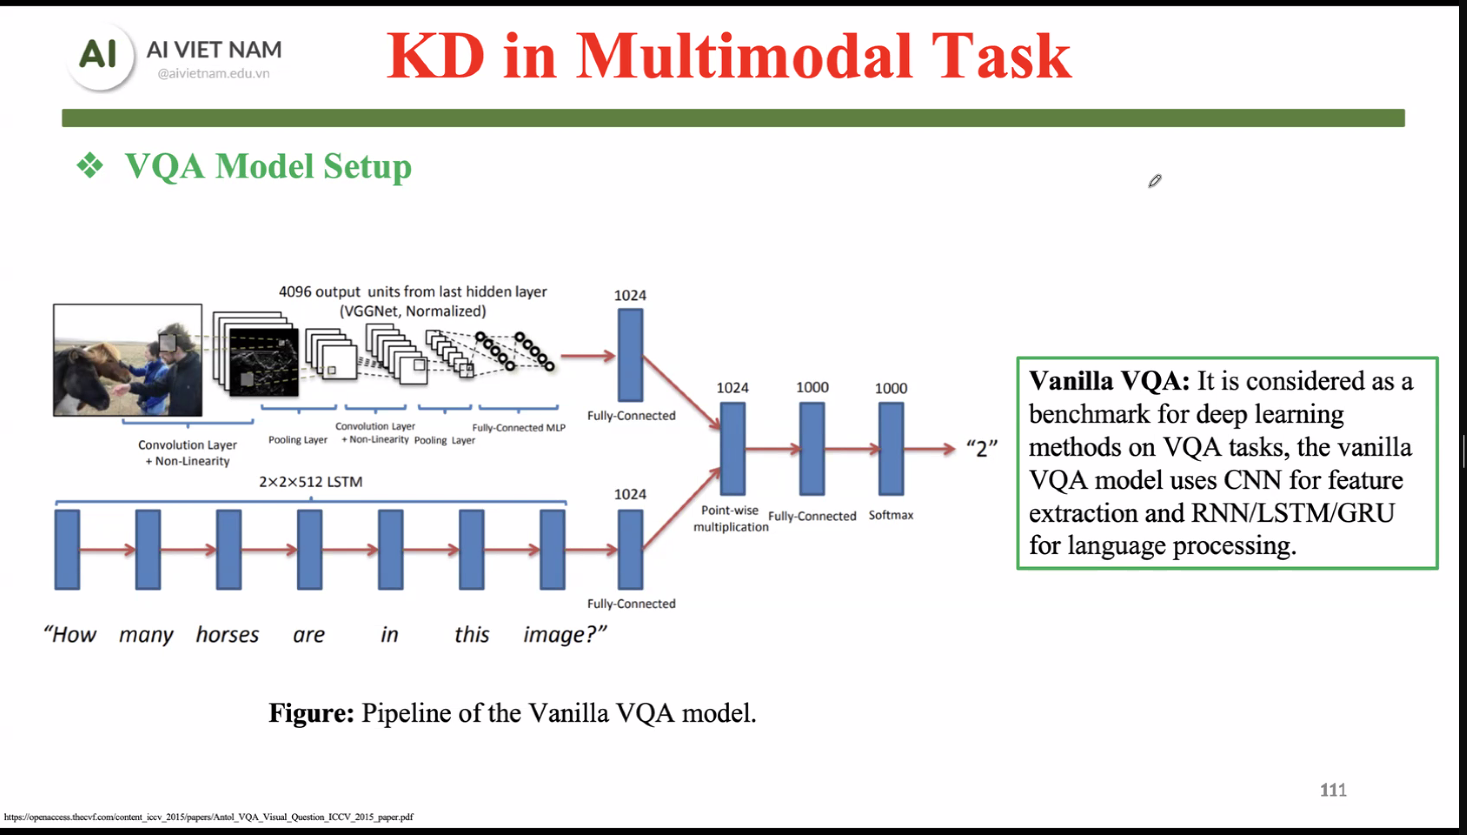 AI
AI VIET NAM
@aivietnam.edu.vn
KD in Multimodal Task
❖ VQA Model Setup
4096 output units from last hidden layer
(VGGNet, Normalized)
1024
Fully-Connected
Convolution Layer
+ Non-Linearity
Pooling Layer
Convolution Layer
+ Non-Linearity
Pooling Layer
Fully-Connected MLP
2×2×512 LSTM
1024
Fully-Connected
1024
Point-wise
multiplication
1000
Fully-Connected
1000
Softmax
“2”
“How many horses are in this image?”
Vanilla VQA: It is considered as a
benchmark for deep learning
methods on VQA tasks, the vanilla
VQA model uses CNN for feature
extraction and RNN/LSTM/GRU
for language processing.
Figure: Pipeline of the Vanilla VQA model.
111
https://openaccess.thecvf.com/content_iccv_2015/papers/Antol_VQA_Visual_Question_ICCV_2015_paper.pdf